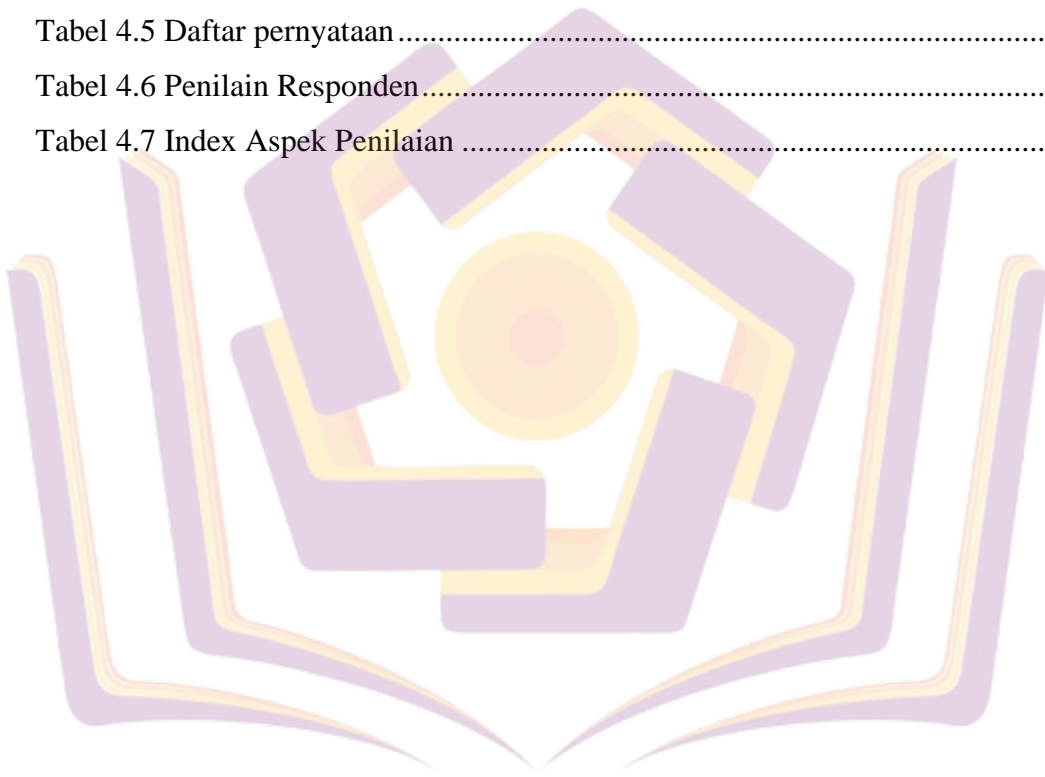 Tabel 4.5 Daftar pernyataan................................................................................
Tabel 4.6 Penilain Responden.............................................................................
Tabel 4.7 Index Aspek Penilaian ........................................................................